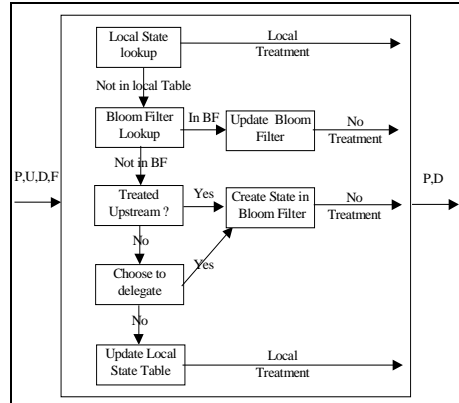 Local State
lookup
Local
Treatment
Not in local Table
Bloom Filter
Lookup
In BF
Update Bloom
Filter
No
Treatment
Not in BF
P,U,D,F
P,D
Treated
Upstream ?
Yes
Create State in
Bloom Filter
No
Treatment
No
Yes
Choose to
delegate
No
Update Local
State Table
Local
Treatment